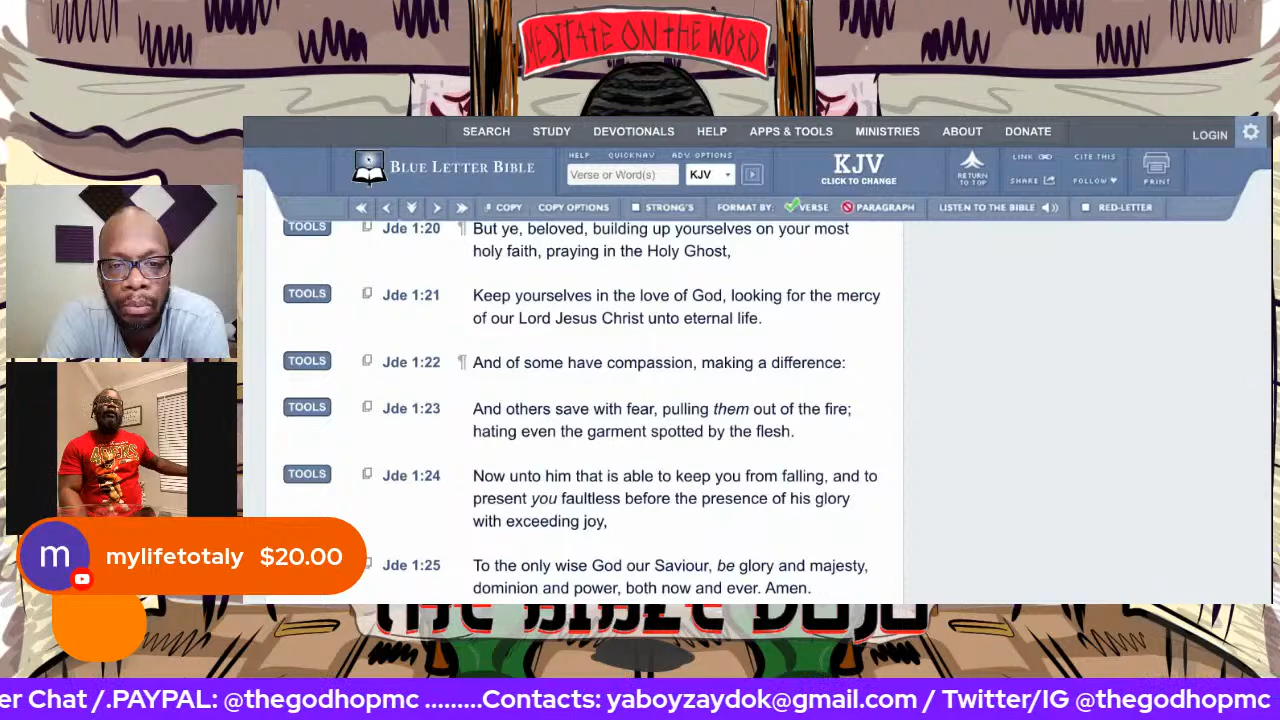 MEDITATE ON THE WORD
SEARCH STUDY DEVOTIONALS HELP APPS & TOOLS MINISTRIES ABOUT DONATE LOGIN
BLUE LETTER BIBLE
HELP QUICKNAV ADV. OPTIONS
Verse or Word(s) KJV
KJV
CLICK TO CHANGE
RETURN
TO TOP
LINK CITE THIS
SHARE FOLLOW
PRINT
COPY COPY OPTIONS STRONG'S FORMAT BY: VERSE PARAGRAPH LISTEN TO THE BIBLE RED-LETTER
TOOLS Jde 1:20 ¶ But ye, beloved, building up yourselves on your most
holy faith, praying in the Holy Ghost,
TOOLS Jde 1:21 Keep yourselves in the love of God, looking for the mercy
of our Lord Jesus Christ unto eternal life.
TOOLS Jde 1:22 ¶ And of some have compassion, making a difference:
TOOLS Jde 1:23 And others save with fear, pulling them out of the fire;
hating even the garment spotted by the flesh.
TOOLS Jde 1:24 Now unto him that is able to keep you from falling, and to
present you faultless before the presence of his glory
with exceeding joy,
Jde 1:25 To the only wise God our Saviour, be glory and majesty,
dominion and power, both now and ever. Amen.
m mylifetotaly $20.00
THE BIBLE DOJO
er Chat /.PAYPAL: @thegodhopmc .........Contacts: yaboyzaydok@gmail.com / Twitter/IG @thegodhopmc